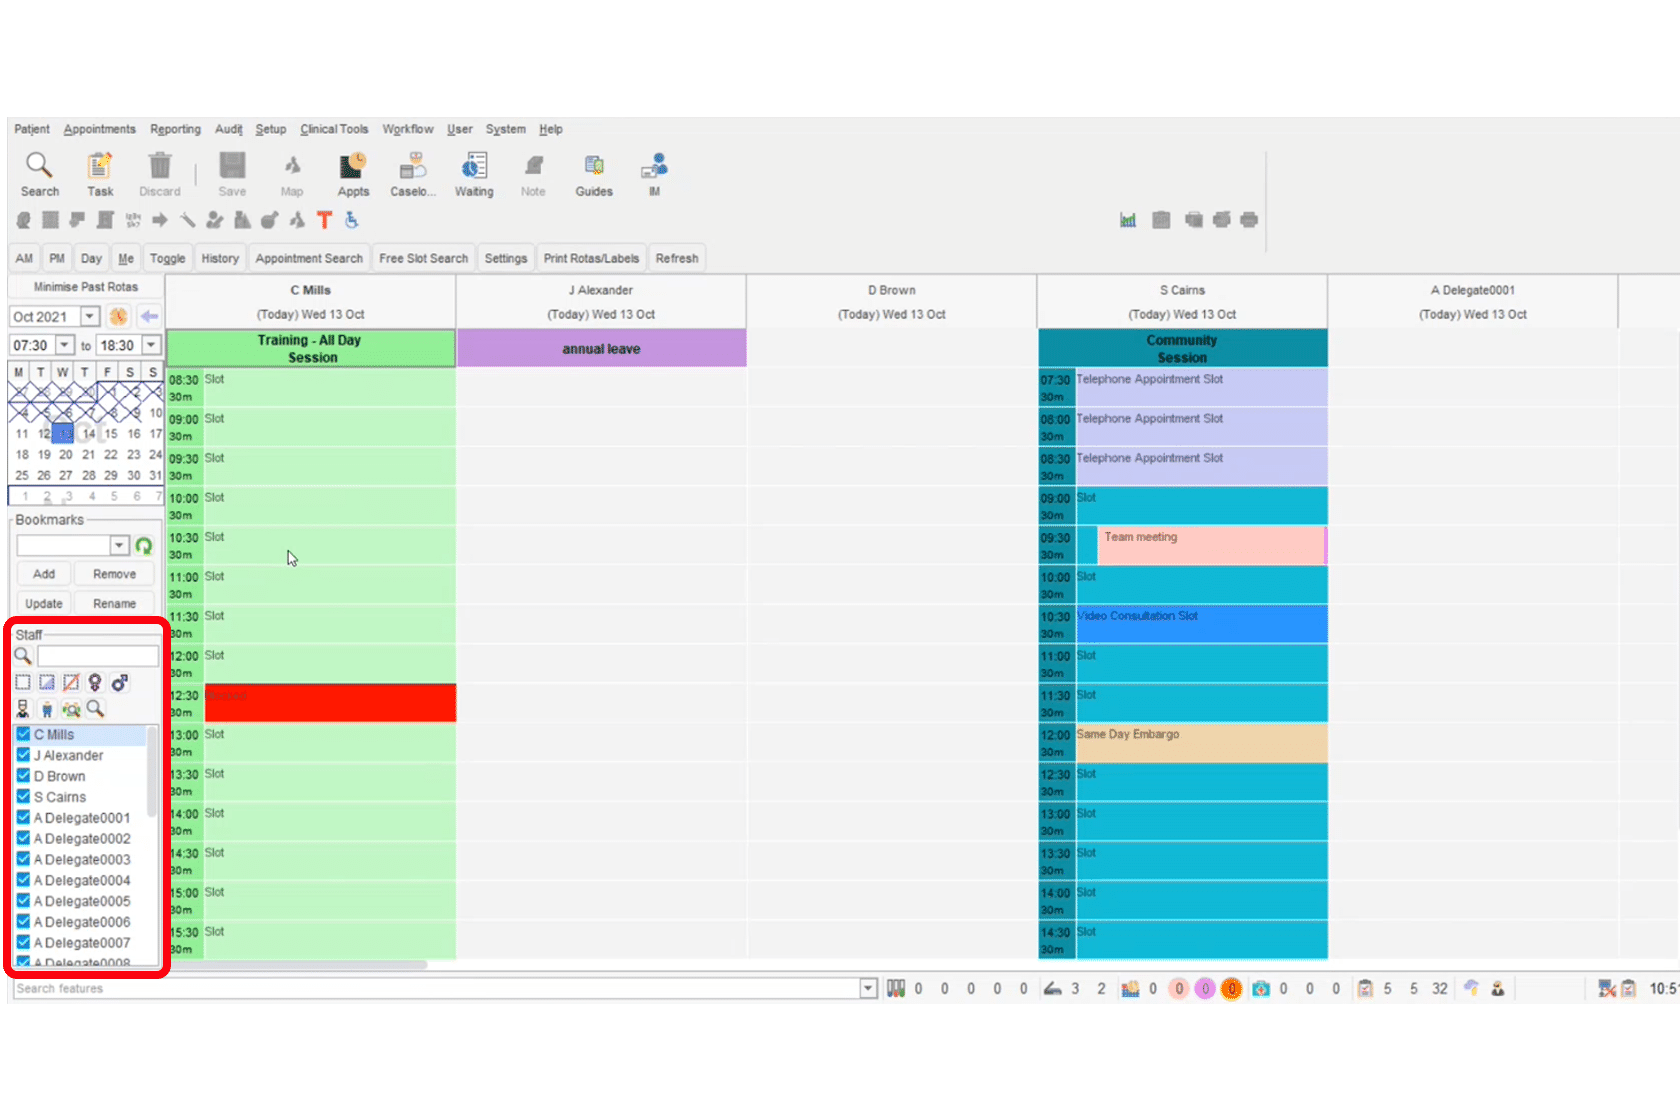 Patient Appointments Reporting Audit Setup Clinical Tools Workflow User System Help
Search Task Discard Save Map Appts Caselo... Waiting Note Guides IM
AM PM Day Me Toggle History Appointment Search Free Slot Search Settings Print Rotas/Labels Refresh
Minimise Past Rotas
Oct 2021
07:30 to 18:30
M T W T F S S
10
11 12 13 14 15 16 17
18 19 20 21 22 23 24
25 26 27 28 29 30 31
1 2 3 4 5 6 7
Bookmarks
Add Remove
Update Rename
Staff
C Mills
J Alexander
D Brown
S Cairns
A Delegate0001
A Delegate0002
A Delegate0003
A Delegate0004
A Delegate0005
A Delegate0006
A Delegate0007
A Delegate0008
C Mills
(Today) Wed 13 Oct
Training - All Day
Session
08:30 Slot
30m
09:00 Slot
30m
09:30 Slot
30m
10:00 Slot
30m
10:30 Slot
30m
11:00 Slot
30m
11:30 Slot
30m
12:00 Slot
30m
12:30
30m
13:00 Slot
30m
13:30 Slot
30m
14:00 Slot
30m
14:30 Slot
30m
15:00 Slot
30m
15:30 Slot
30m
J Alexander
(Today) Wed 13 Oct
annual leave
D Brown
(Today) Wed 13 Oct
S Cairns
(Today) Wed 13 Oct
Community
Session
07:30 Telephone Appointment Slot
30m
08:00 Telephone Appointment Slot
30m
08:30 Telephone Appointment Slot
30m
09:00 Slot
30m
09:30 Team meeting
30m
10:00 Slot
30m
10:30 Video Consultation Slot
30m
11:00 Slot
30m
11:30 Slot
30m
12:00 Same Day Embargo
30m
12:30 Slot
30m
13:00 Slot
30m
13:30 Slot
30m
14:00 Slot
30m
14:30 Slot
30m
A Delegate0001
(Today) Wed 13 Oct
Search features
0 0 0 0 0 3 2 0 0 0 0 0 0 0 5 5 32 10:51